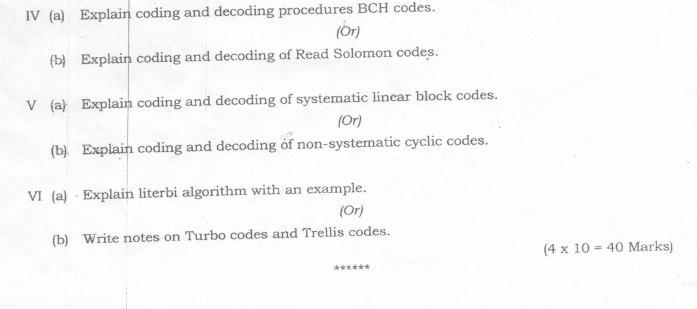 IV (a) Explain coding and decoding procedures BCH codes.
(Or)
(b) Explain coding and decoding of Read Solomon codes.
V (a) Explain coding and decoding of systematic linear block codes.
(Or)
(b) Explain coding and decoding of non-systematic cyclic codes.
VI (a) Explain literbi algorithm with an example.
(Or)
(b) Write notes on Turbo codes and Trellis codes.
(4 x 10 = 40 Marks)
******